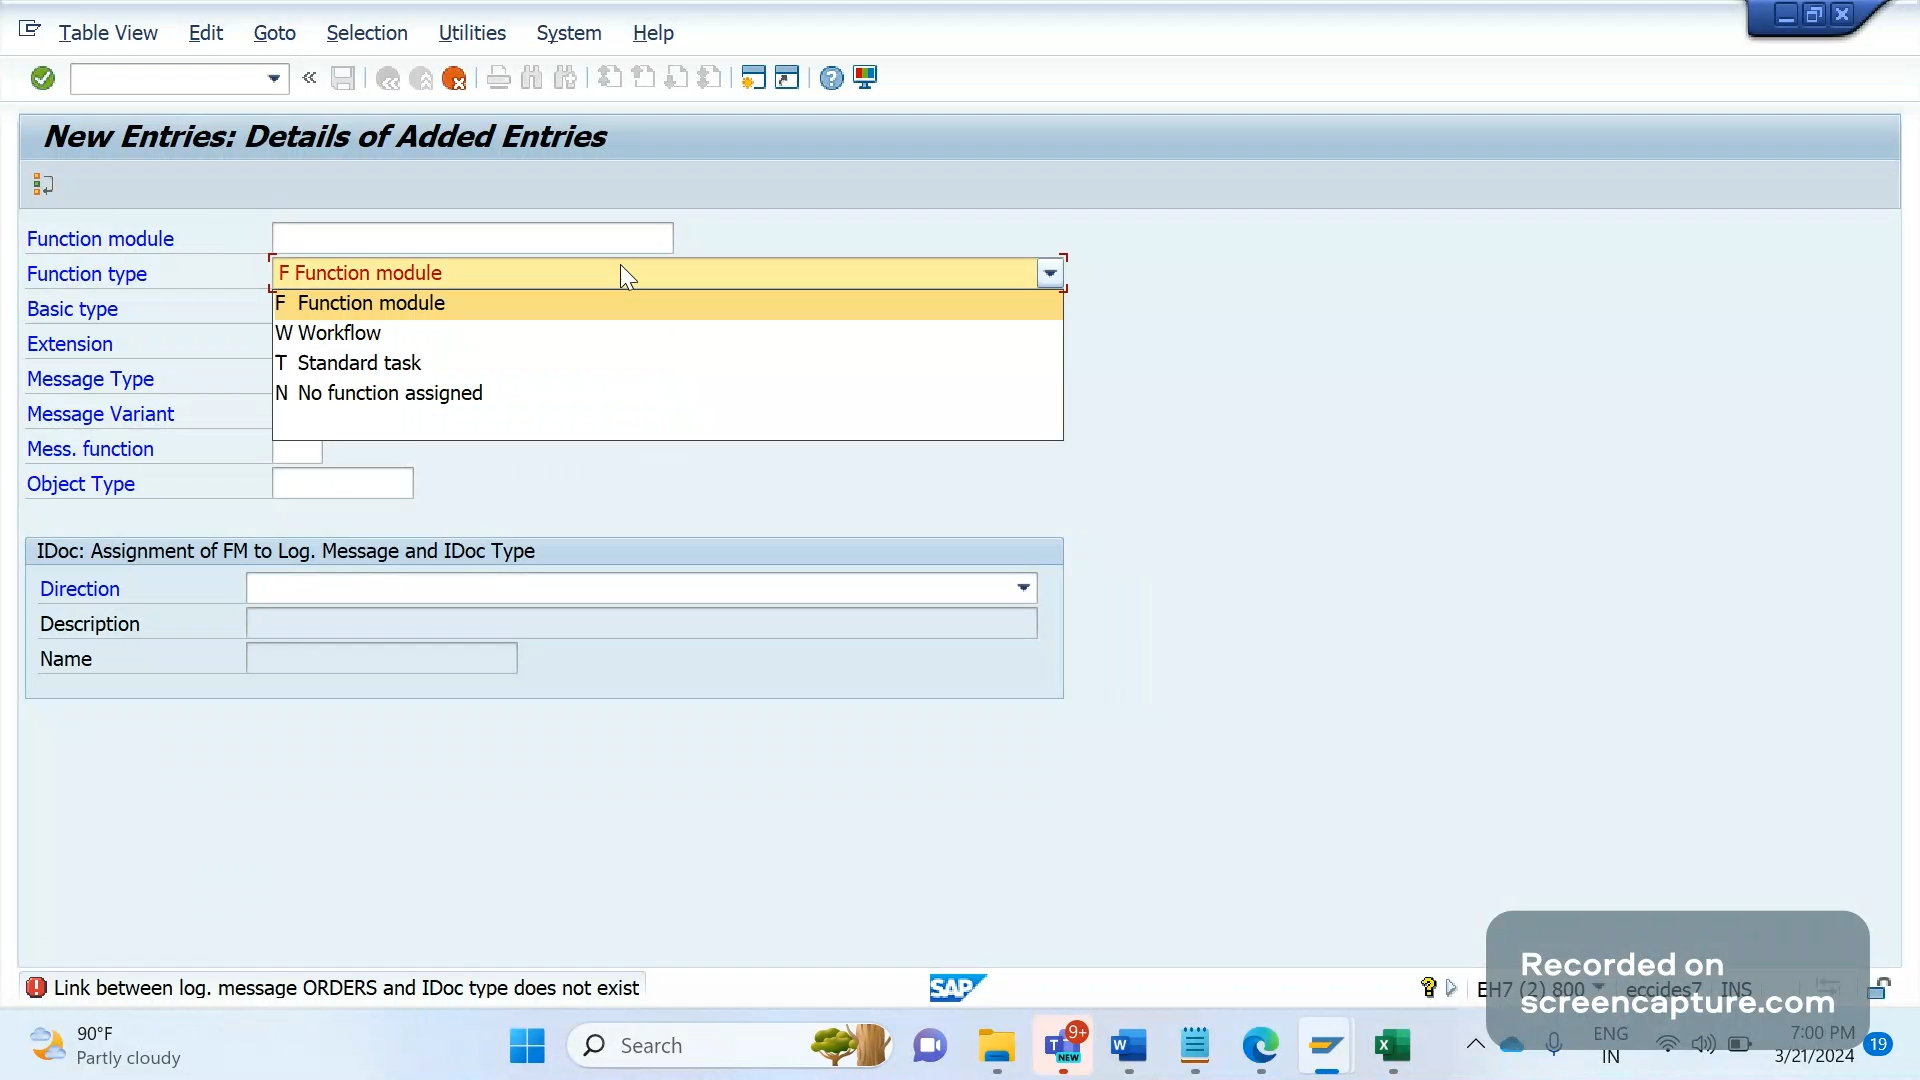 Table View Edit Goto Selection Utilities System Help
New Entries: Details of Added Entries
Function module
Function type F Function module
F Function module
W Workflow
T Standard task
N No function assigned
Basic type
Extension
Message Type
Message Variant
Mess. function
Object Type
IDoc: Assignment of FM to Log. Message and IDoc Type
Direction
Description
Name
Link between log. message ORDERS and IDoc type does not exist
SAP
EH7 (2) 800 eccides7 INS
Recorded on
screencapture.com
90°F
Partly cloudy
Search
9+
T
NEW
W
X
ENG
IN
7:00 PM
3/21/2024
19